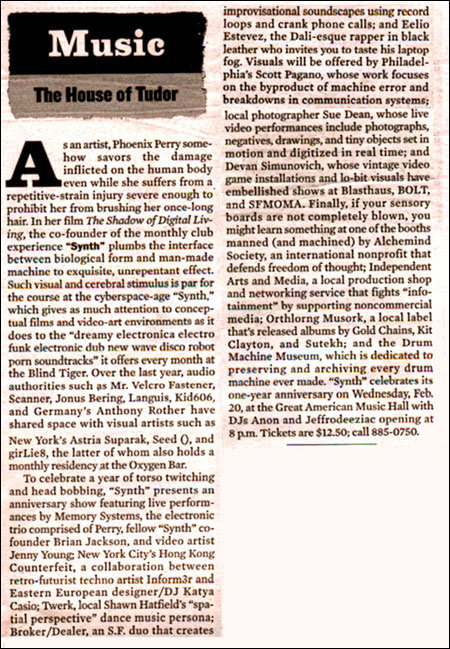 Music
The House of Tudor
As an artist, Phoenix Perry some-
how savors the damage
inflicted on the human body
even while she suffers from a
repetitive-strain injury severe enough to
prohibit her from brushing her once-long
hair. In her film The Shadow of Digital Liv-
ing, the co-founder of the monthly club
experience "Synth" plumbs the interface
between biological form and man-made
machine to exquisite, unrepentant effect.
Such visual and cerebral stimulus is par for
the course at the cyberspace-age "Synth,"
which gives as much attention to concep-
tual films and video-art environments as it
does to the "dreamy electronica electro
funk electronic dub new wave disco robot
porn soundtracks" it offers every month at
the Blind Tiger. Over the last year, audio
authorities such as Mr. Velcro Fastener,
Scanner, Jonus Bering, Languis, Kid606,
and Germany's Anthony Rother have
shared space with visual artists such as
New York's Astria Suparak, Seed (), and
girLie8, the latter of whom also holds a
monthly residency at the Oxygen Bar.
To celebrate a year of torso twitching
and head bobbing, "Synth" presents an
anniversary show featuring live perform-
ances by Memory Systems, the electronic
trio comprised of Perry, fellow "Synth" co-
founder Brian Jackson, and video artist
Jenny Young; New York City's Hong Kong
Counterfeit, a collaboration between
retro-futurist techno artist Inform3r and
Eastern European designer/DJ Katya
Casio; Twerk, local Shawn Hatfield's "spa-
tial perspective" dance music persona;
Broker/Dealer, an S.F. duo that creates
improvisational soundscapes using record
loops and crank phone calls; and Eelio
Estevez, the Dali-esque rapper in black
leather who invites you to taste his laptop
fog. Visuals will be offered by Philadel-
phia's Scott Pagano, whose work focuses
on the byproduct of machine error and
breakdowns in communication systems;
local photographer Sue Dean, whose live
video performances include photographs,
negatives, drawings, and tiny objects set in
motion and digitized in real time; and
Devan Simunovich, whose vintage video
game installations and lo-bit visuals have
embellished shows at Blasthaus, BOLT,
and SFMOMA. Finally, if your sensory
boards are not completely blown, you
might learn something at one of the booths
manned (and machined) by Alchemind
Society, an international nonprofit that
defends freedom of thought; Independent
Arts and Media, a local production shop
and networking service that fights "info-
tainment" by supporting noncommercial
media; Orthlorng Musork, a local label
that's released albums by Gold Chains, Kit
Clayton, and Sutekh; and the Drum
Machine Museum, which is dedicated to
preserving and archiving every drum
machine ever made. "Synth" celebrates its
one-year anniversary on Wednesday, Feb.
20, at the Great American Music Hall with
DJs Anon and Jeffrodeeziac opening at
8 p.m. Tickets are $12.50; call 885-0750.